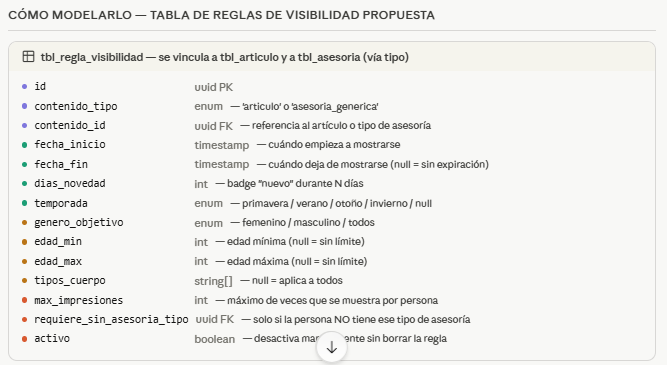 CÓMO MODELARLO — TABLA DE REGLAS DE VISIBILIDAD PROPUESTA
tbl_regla_visibilidad — se vincula a tbl_articulo y a tbl_asesoria (vía tipo)
id uuid PK
contenido_tipo enum — 'articulo' o 'asesoria_generica'
contenido_id uuid FK — referencia al artículo o tipo de asesoría
fecha_inicio timestamp — cuándo empieza a mostrarse
fecha_fin timestamp — cuándo deja de mostrarse (null = sin expiración)
dias_novedad int — badge "nuevo" durante N días
temporada enum — primavera / verano / otoño / invierno / null
genero_objetivo enum — femenino / masculino / todos
edad_min int — edad mínima (null = sin límite)
edad_max int — edad máxima (null = sin límite)
tipos_cuerpo string[] — null = aplica a todos
max_impresiones int — máximo de veces que se muestra por persona
requiere_sin_asesoria_tipo uuid FK — solo si la persona NO tiene ese tipo de asesoría
activo boolean — desactiva sin borrar la regla